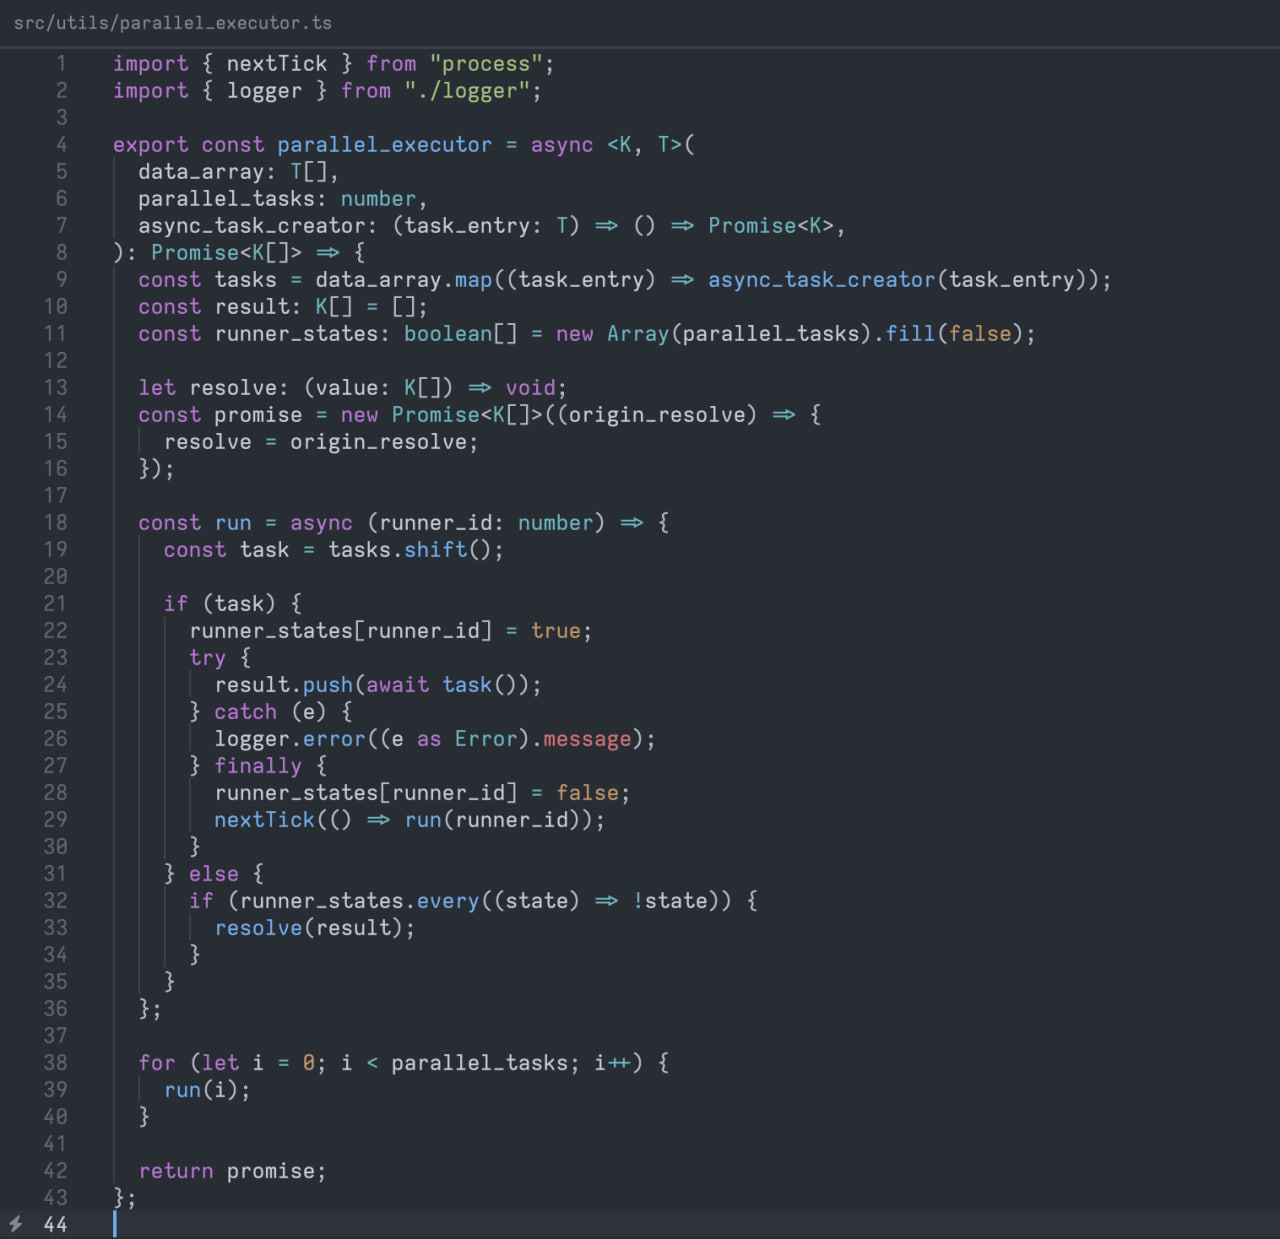 src/utils/parallel_executor.ts
1 import { nextTick } from "process";
2 import { logger } from "./logger";
3
4 export const parallel_executor = async <K, T>(
5   data_array: T[],
6   parallel_tasks: number,
7   async_task_creator: (task_entry: T) => () => Promise<K>,
8 ): Promise<K[]> => {
9   const tasks = data_array.map((task_entry) => async_task_creator(task_entry));
10   const result: K[] = [];
11   const runner_states: boolean[] = new Array(parallel_tasks).fill(false);
12
13   let resolve: (value: K[]) => void;
14   const promise = new Promise<K[]>((origin_resolve) => {
15     resolve = origin_resolve;
16   });
17
18   const run = async (runner_id: number) => {
19     const task = tasks.shift();
20
21     if (task) {
22       runner_states[runner_id] = true;
23       try {
24         result.push(await task());
25       } catch (e) {
26         logger.error((e as Error).message);
27       } finally {
28         runner_states[runner_id] = false;
29         nextTick(() => run(runner_id));
30       }
31     } else {
32       if (runner_states.every((state) => !state)) {
33         resolve(result);
34       }
35     }
36   };
37
38   for (let i = 0; i < parallel_tasks; i++) {
39     run(i);
40   }
41
42   return promise;
43 };
44